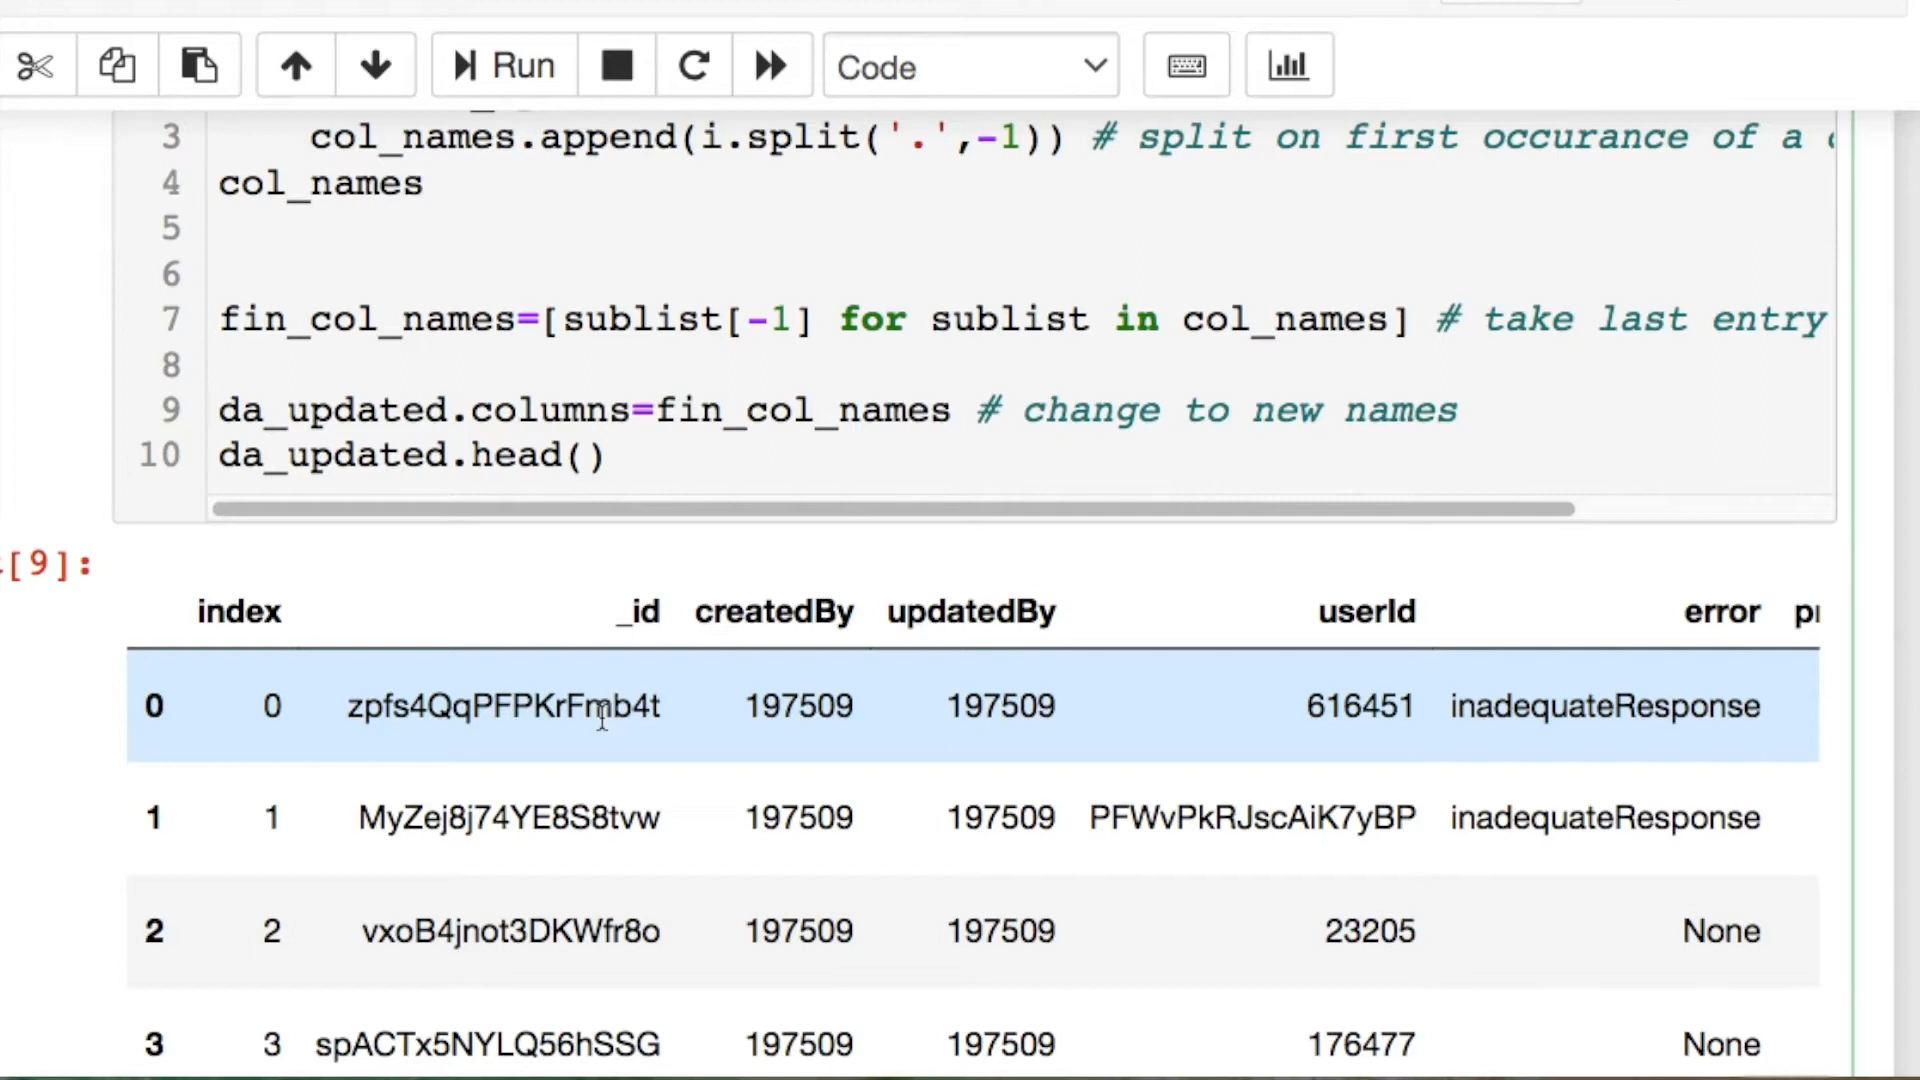 Run Code
3 col_names.append(i.split('.',-1)) # split on first occurance of a
4 col_names
5
6
7 fin_col_names=[sublist[-1] for sublist in col_names] # take last entry
8
9 da_updated.columns=fin_col_names # change to new names
10 da_updated.head()
[9]:
index _id createdBy updatedBy userId error
0 0 zpfs4QqPFPKrFmb4t 197509 197509 616451 inadequateResponse
1 1 MyZej8j74YE8S8tvw 197509 197509 PFWvPkRJscAiK7yBP inadequateResponse
2 2 vxoB4jnot3DKWfr8o 197509 197509 23205 None
3 3 spACTx5NYLQ56hSSG 197509 197509 176477 None